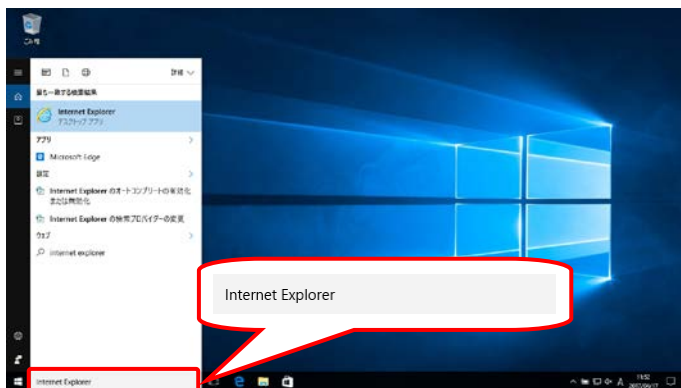 ごみ箱
詳細
最も一致する検索結果
Internet Explorer
デスクトップ アプリ
アプリ
Microsoft Edge
設定
Internet Explorer のオートコンプリートの有効化
または無効化
Internet Explorer の検索プロバイダーの変更
ウェブ
internet explorer
Internet Explorer
Internet Explorer
A
11:52